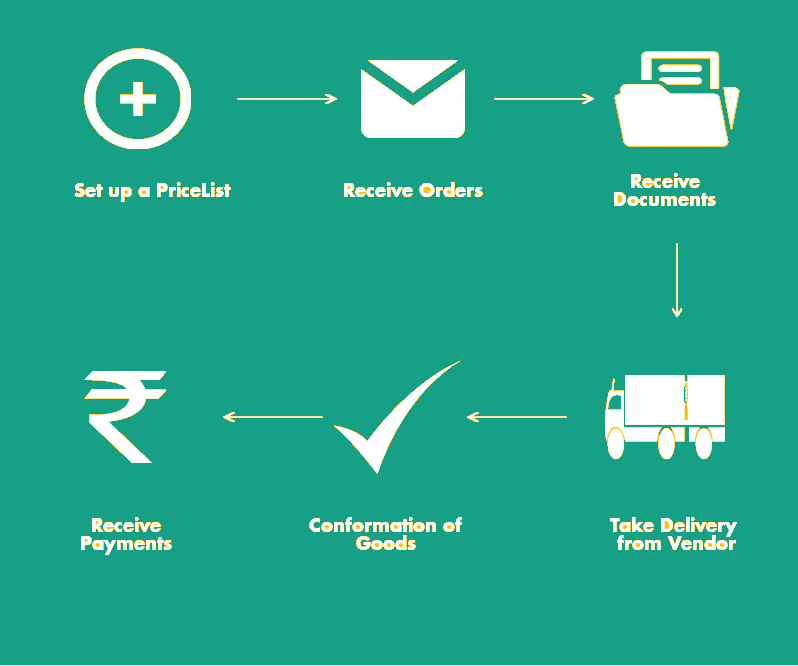 Set up a PriceList
Receive Orders
Receive
Documents
Take Delivery
from Vendor
Conformation of
Goods
₹
Receive
Payments